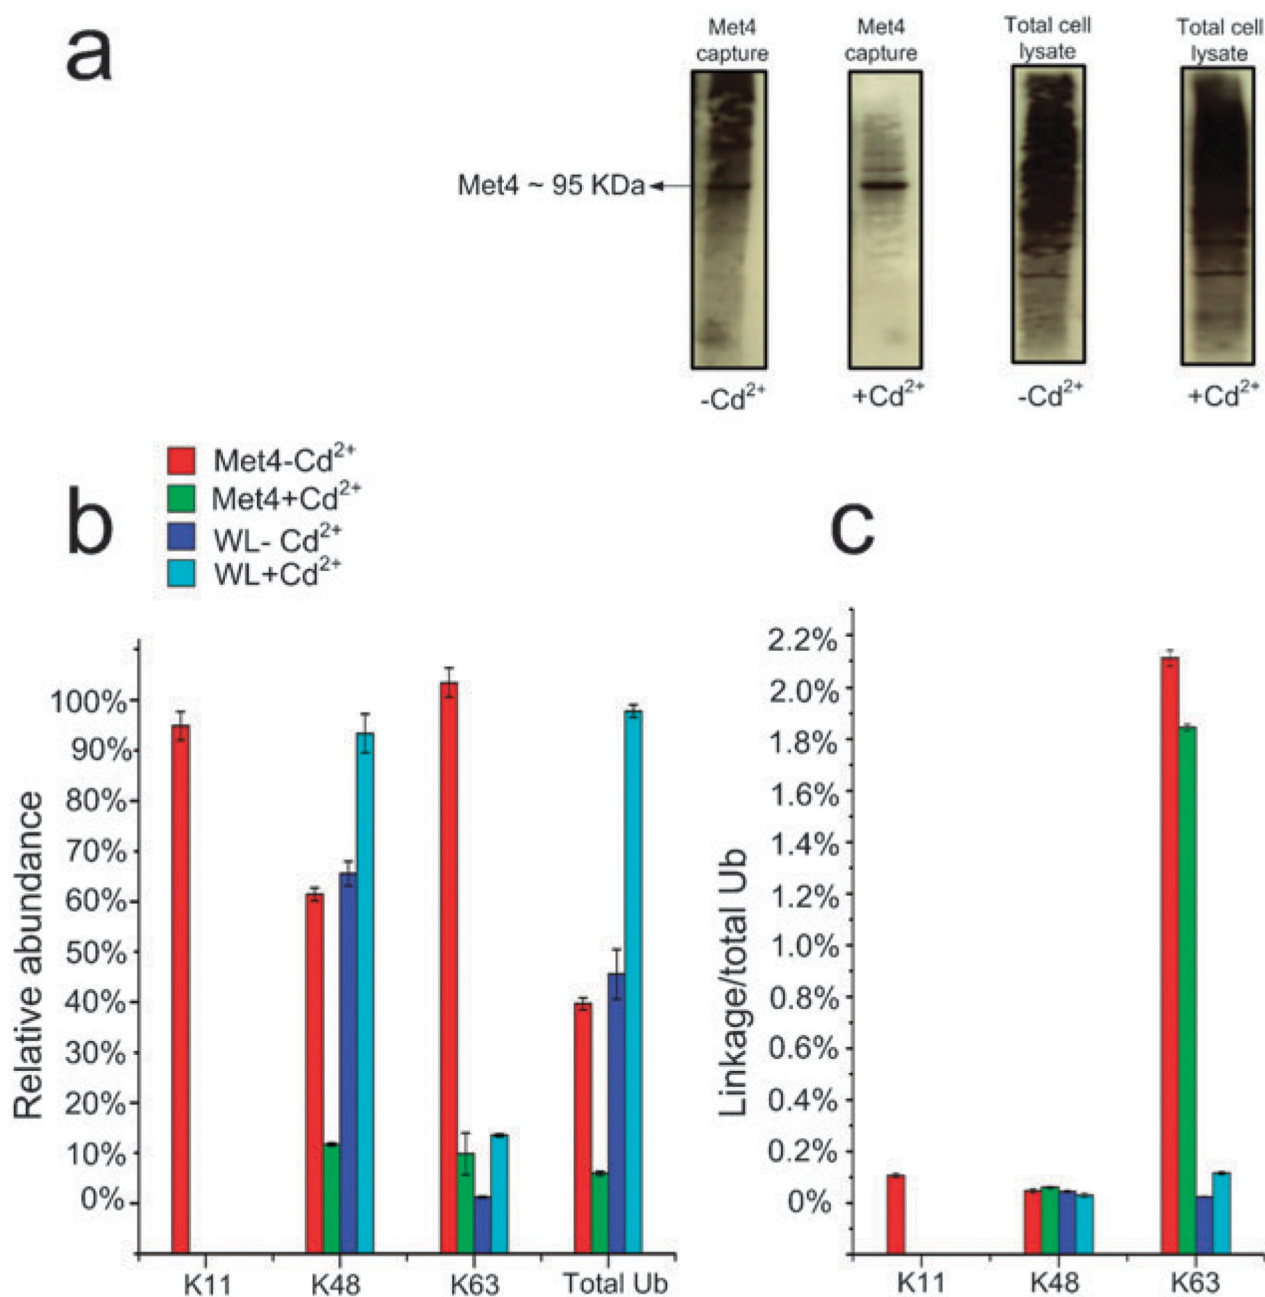 a
Met4
capture
Met4
capture
Total cell
lysate
Total cell
lysate
Met4 ~ 95 KDa
-Cd²⁺
+Cd²⁺
-Cd²⁺
+Cd²⁺
b
Met4-Cd²⁺
Met4+Cd²⁺
WL- Cd²⁺
WL+Cd²⁺
Relative abundance
100%
90%
80%
70%
60%
50%
40%
30%
20%
10%
0%
K11
K48
K63
Total Ub
c
Linkage/total Ub
2.2%
2.0%
1.8%
1.6%
1.4%
1.2%
1.0%
0.8%
0.6%
0.4%
0.2%
0%
K11
K48
K63